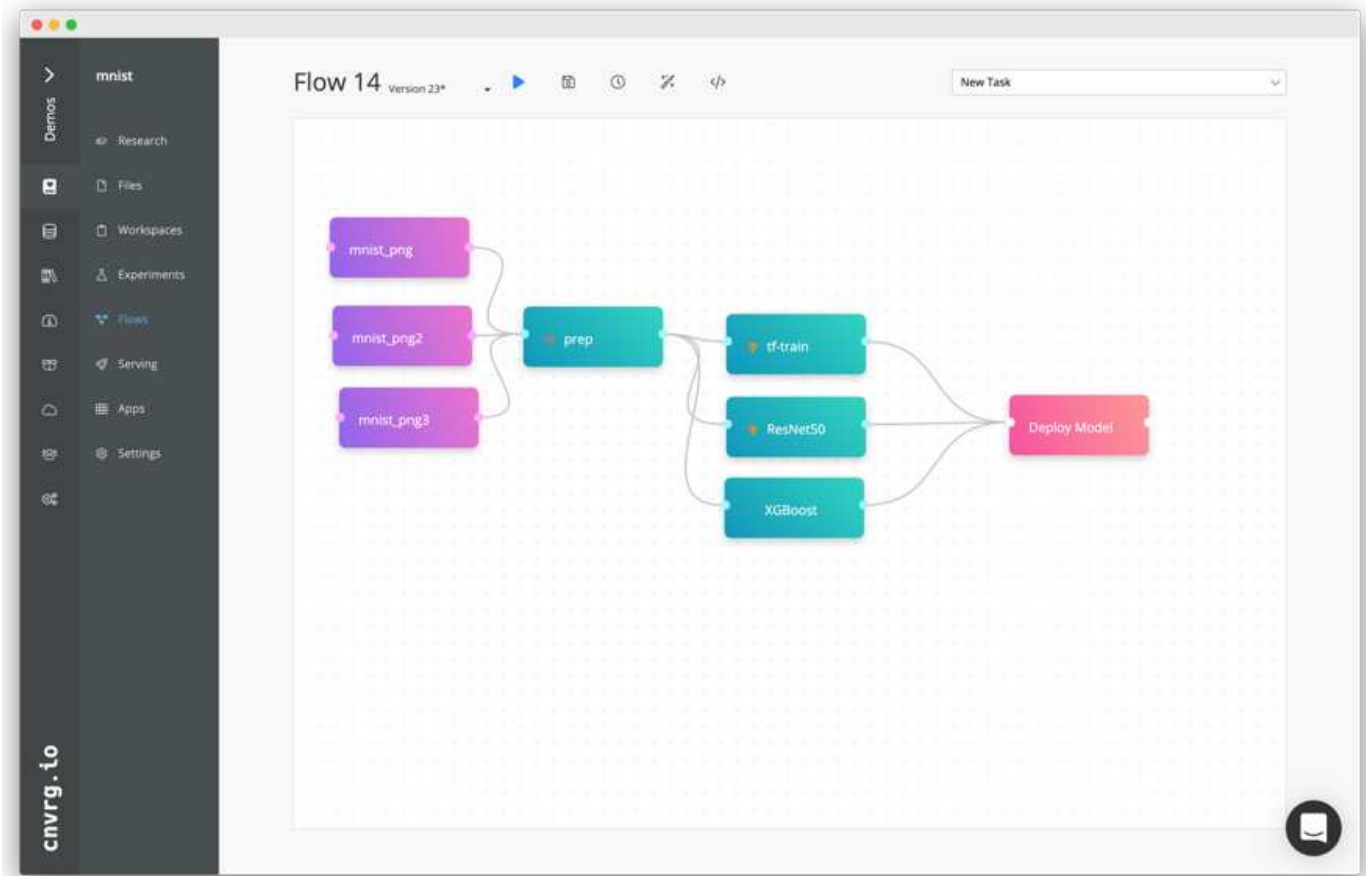 Demos
cnvrg.io
mnist
Research
Files
Workspaces
Experiments
Flows
Serving
Apps
Settings
Flow 14 Version 23*
</>
New Task
mnist_png
mnist_png2
mnist_png3
prep
tf-train
ResNet50
XGBoost
Deploy Model